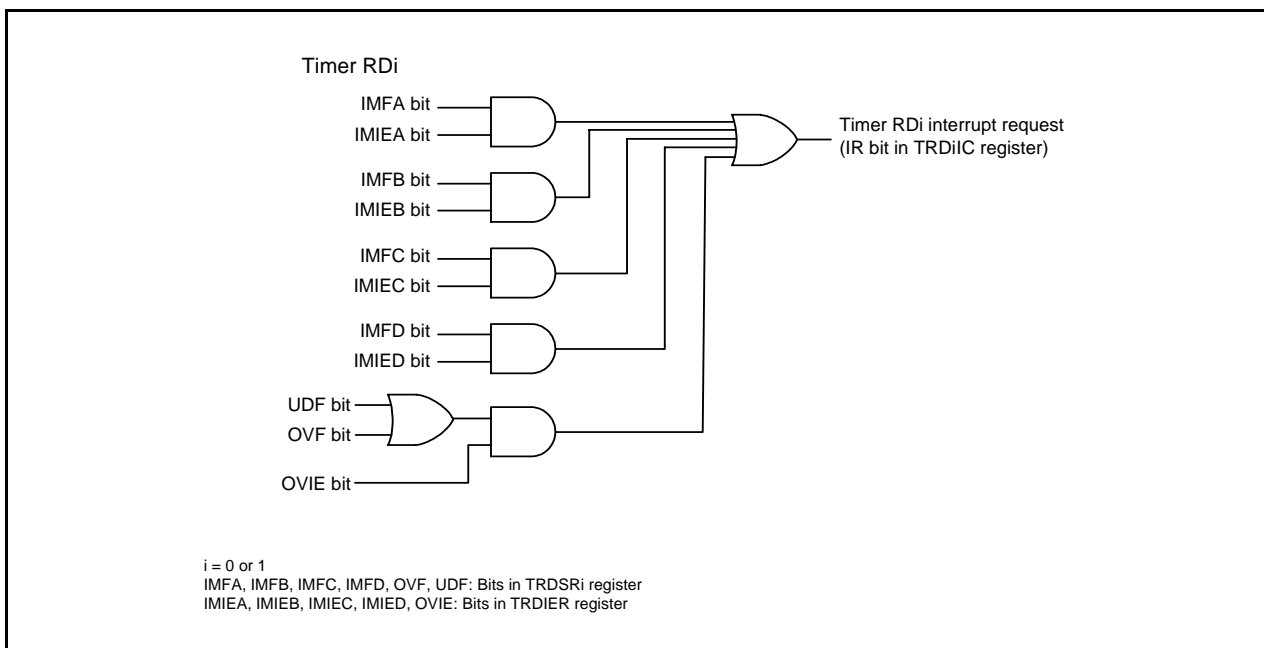 Timer RDi
IMFA bit
IMIEA bit
Timer RDi interrupt request
(IR bit in TRDiIC register)
IMFB bit
IMIEB bit
IMFC bit
IMIEC bit
IMFD bit
IMIED bit
UDF bit
OVF bit
OVIE bit
i = 0 or 1
IMFA, IMFB, IMFC, IMFD, OVF, UDF: Bits in TRDSRi register
IMIEA, IMIEB, IMIEC, IMIED, OVIE: Bits in TRDIER register